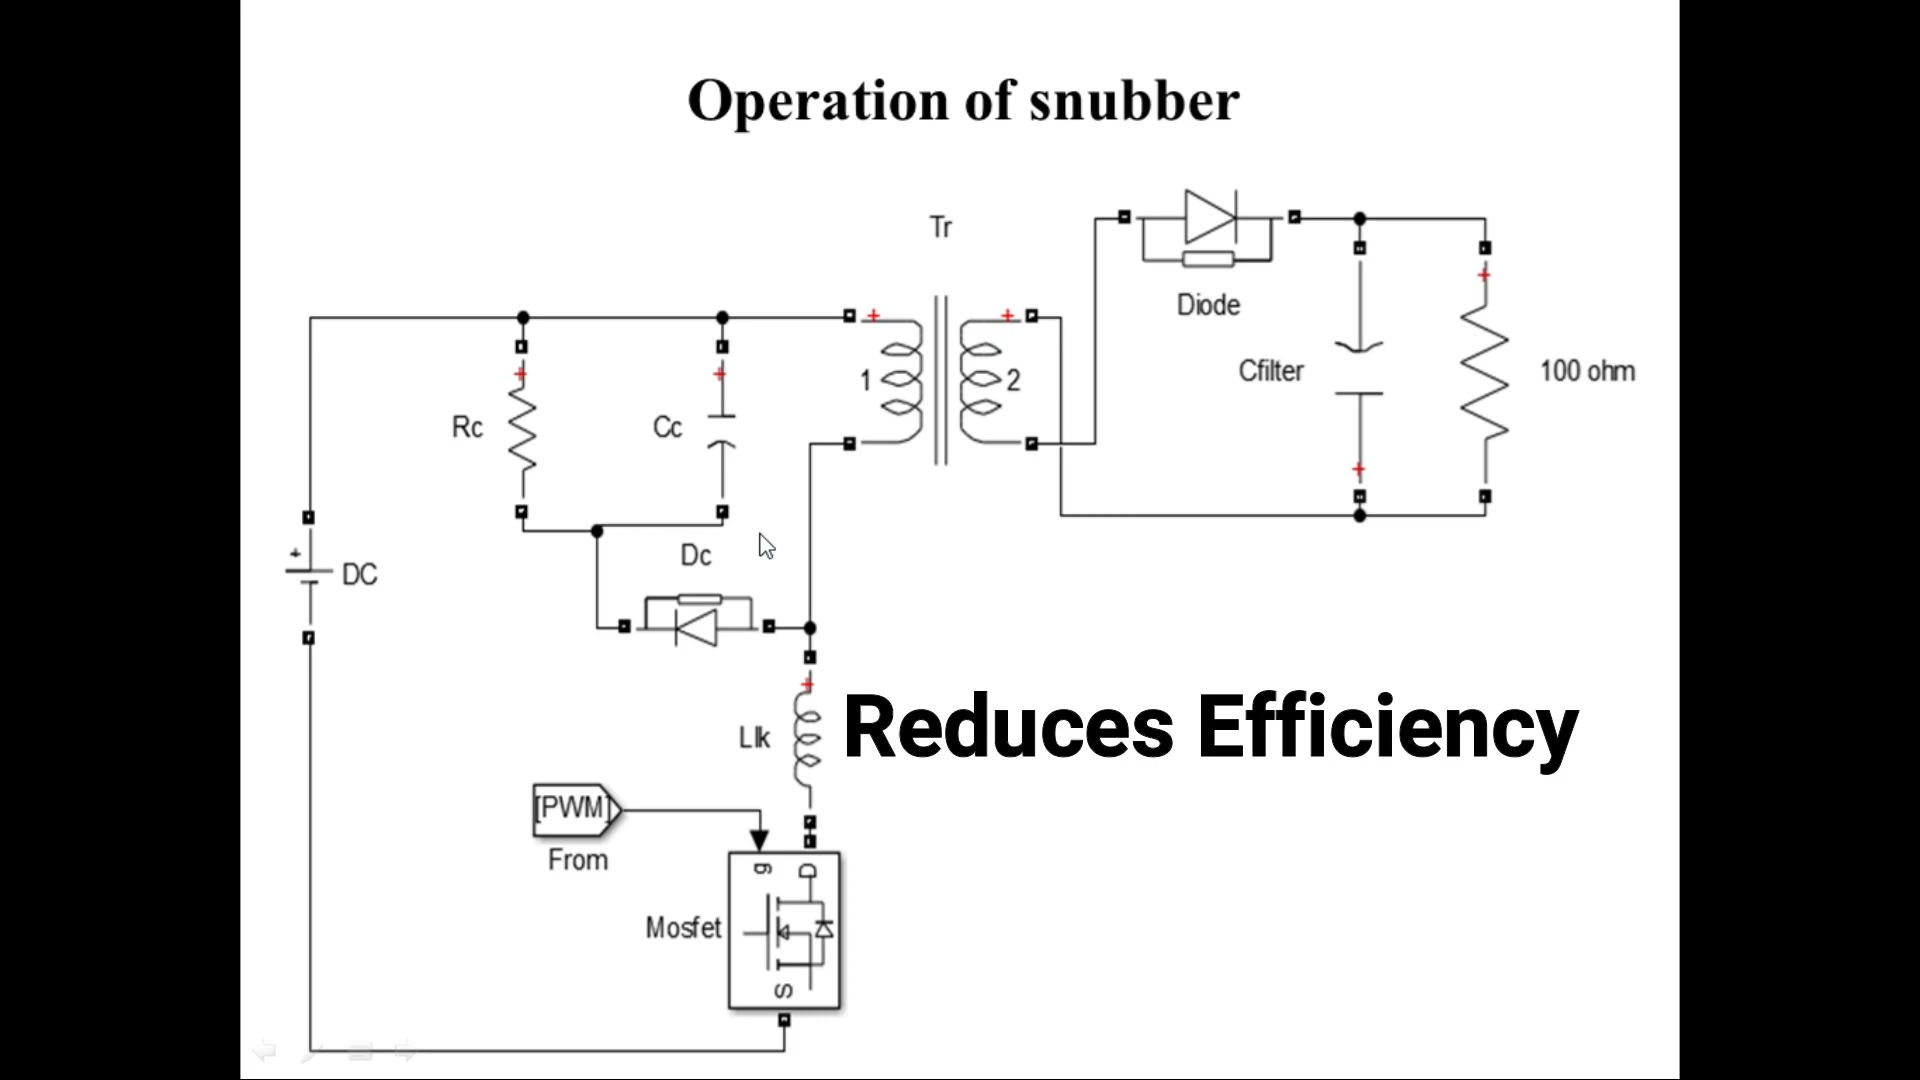 Operation of snubber
Tr
Diode
1
2
Cfilter
100 ohm
Rc
Cc
Dc
DC
Llk
Reduces Efficiency
[PWM]
From
g
D
Mosfet
S